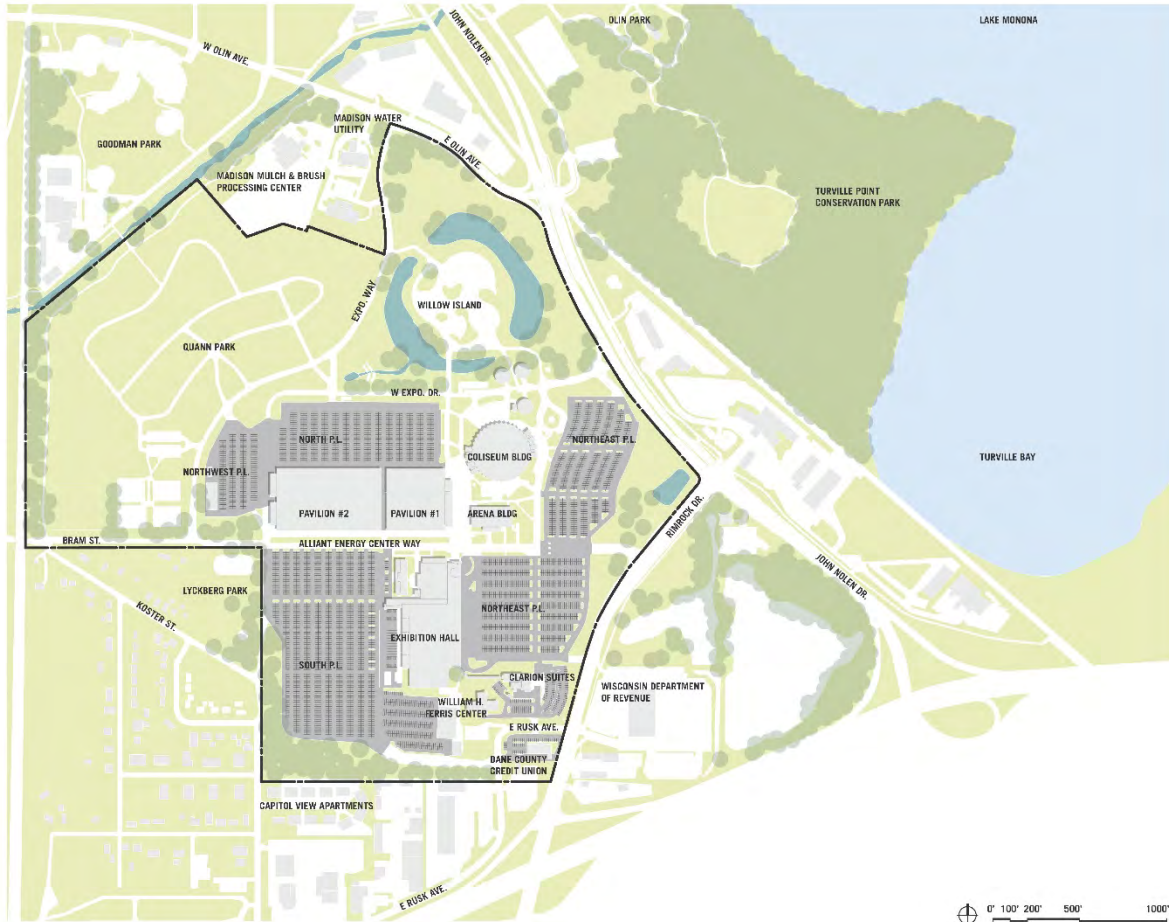 OLIN PARK
LAKE MONONA
JOHN NOLEN DR.
W OLIN AVE.
MADISON WATER
UTILITY
GOODMAN PARK
E OLIN AVE.
MADISON MULCH & BRUSH
PROCESSING CENTER
TURVILLE POINT
CONSERVATION PARK
EXPO. WAY
WILLOW ISLAND
QUANN PARK
W EXPO. DR.
NORTH P.L.
NORTHEAST P.L.
COLISEUM BLDG
TURVILLE BAY
NORTHWEST P.L.
RIMROCK DR.
PAVILION #2
PAVILION #1
ARENA BLDG
BRAM ST.
ALLIANT ENERGY CENTER WAY
JOHN NOLEN DR.
LYCKBERG PARK
KOSTER ST.
NORTHEAST P.L.
EXHIBITION HALL
SOUTH P.L.
CLARION SUITES
WISCONSIN DEPARTMENT
OF REVENUE
WILLIAM H.
FERRIS CENTER
E RUSK AVE.
DANE COUNTY
CREDIT UNION
CAPITOL VIEW APARTMENTS
E RUSK AVE.
0' 100' 200' 500' 1000'